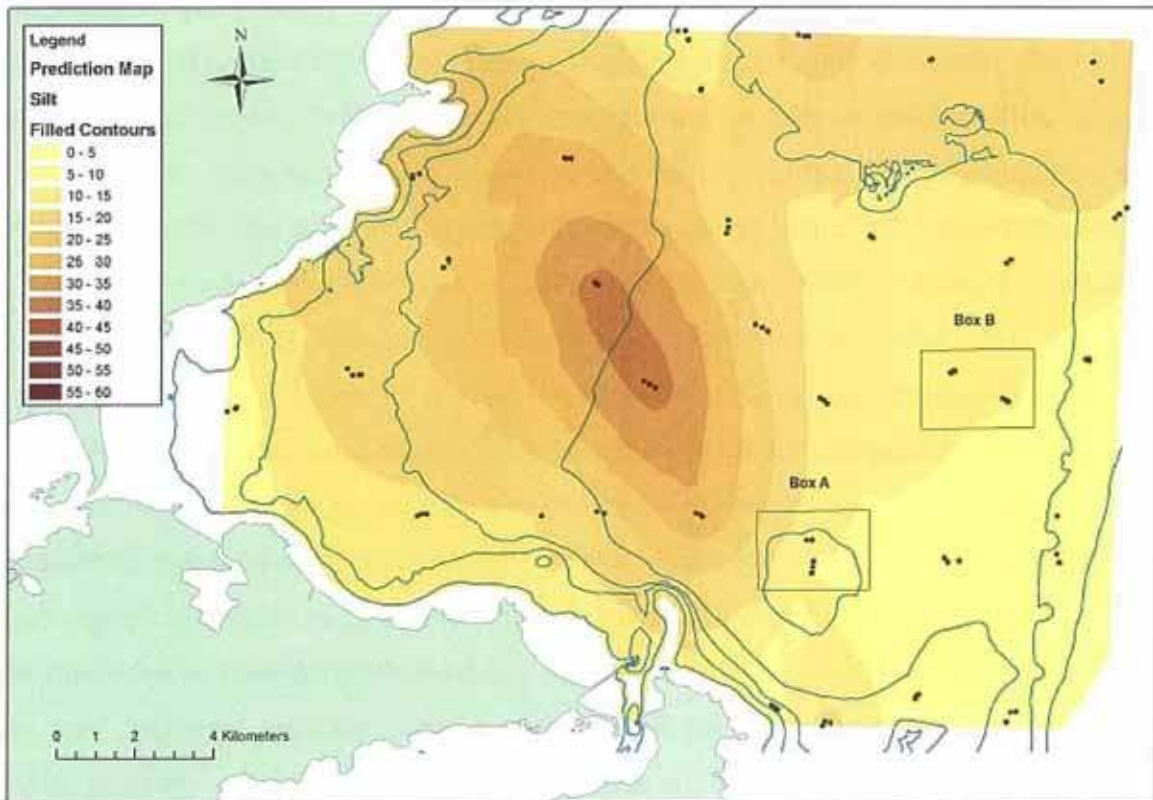 Legend
Prediction Map
Silt
Filled Contours
0 - 5
5 - 10
10 - 15
15 - 20
20 - 25
25 30
30 - 35
35 - 40
40 - 45
45 - 50
50 - 55
55 - 60
N
Box B
Box A
0 1 2 4 Kilometers